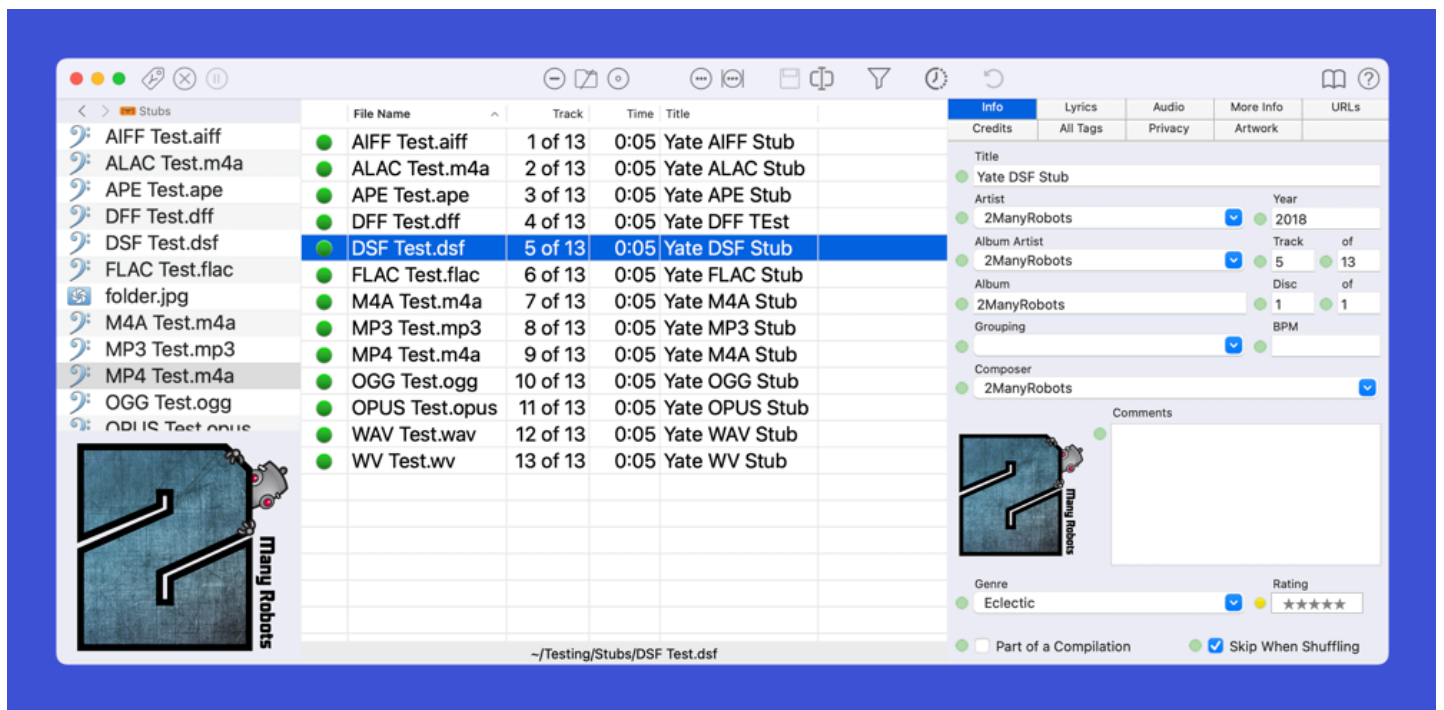 Stubs
AIFF Test.aiff
ALAC Test.m4a
APE Test.ape
DFF Test.dff
DSF Test.dsf
FLAC Test.flac
folder.jpg
M4A Test.m4a
MP3 Test.mp3
MP4 Test.m4a
OGG Test.ogg
OPUS Test.opus
Many Robots
File Name Track Time Title
AIFF Test.aiff 1 of 13 0:05 Yate AIFF Stub
ALAC Test.m4a 2 of 13 0:05 Yate ALAC Stub
APE Test.ape 3 of 13 0:05 Yate APE Stub
DFF Test.dff 4 of 13 0:05 Yate DFF TEst
DSF Test.dsf 5 of 13 0:05 Yate DSF Stub
FLAC Test.flac 6 of 13 0:05 Yate FLAC Stub
M4A Test.m4a 7 of 13 0:05 Yate M4A Stub
MP3 Test.mp3 8 of 13 0:05 Yate MP3 Stub
MP4 Test.m4a 9 of 13 0:05 Yate M4A Stub
OGG Test.ogg 10 of 13 0:05 Yate OGG Stub
OPUS Test.opus 11 of 13 0:05 Yate OPUS Stub
WAV Test.wav 12 of 13 0:05 Yate WAV Stub
WV Test.wv 13 of 13 0:05 Yate WV Stub
~/Testing/Stubs/DSF Test.dsf
Info Lyrics Audio More Info URLs
Credits All Tags Privacy Artwork
Title
Yate DSF Stub
Artist Year
2ManyRobots 2018
Album Artist Track of
2ManyRobots 5 13
Album Disc of
2ManyRobots 1 1
Grouping BPM
Composer
2ManyRobots
Comments
Many Robots
Genre Rating
Eclectic ★★★★★
Part of a Compilation Skip When Shuffling